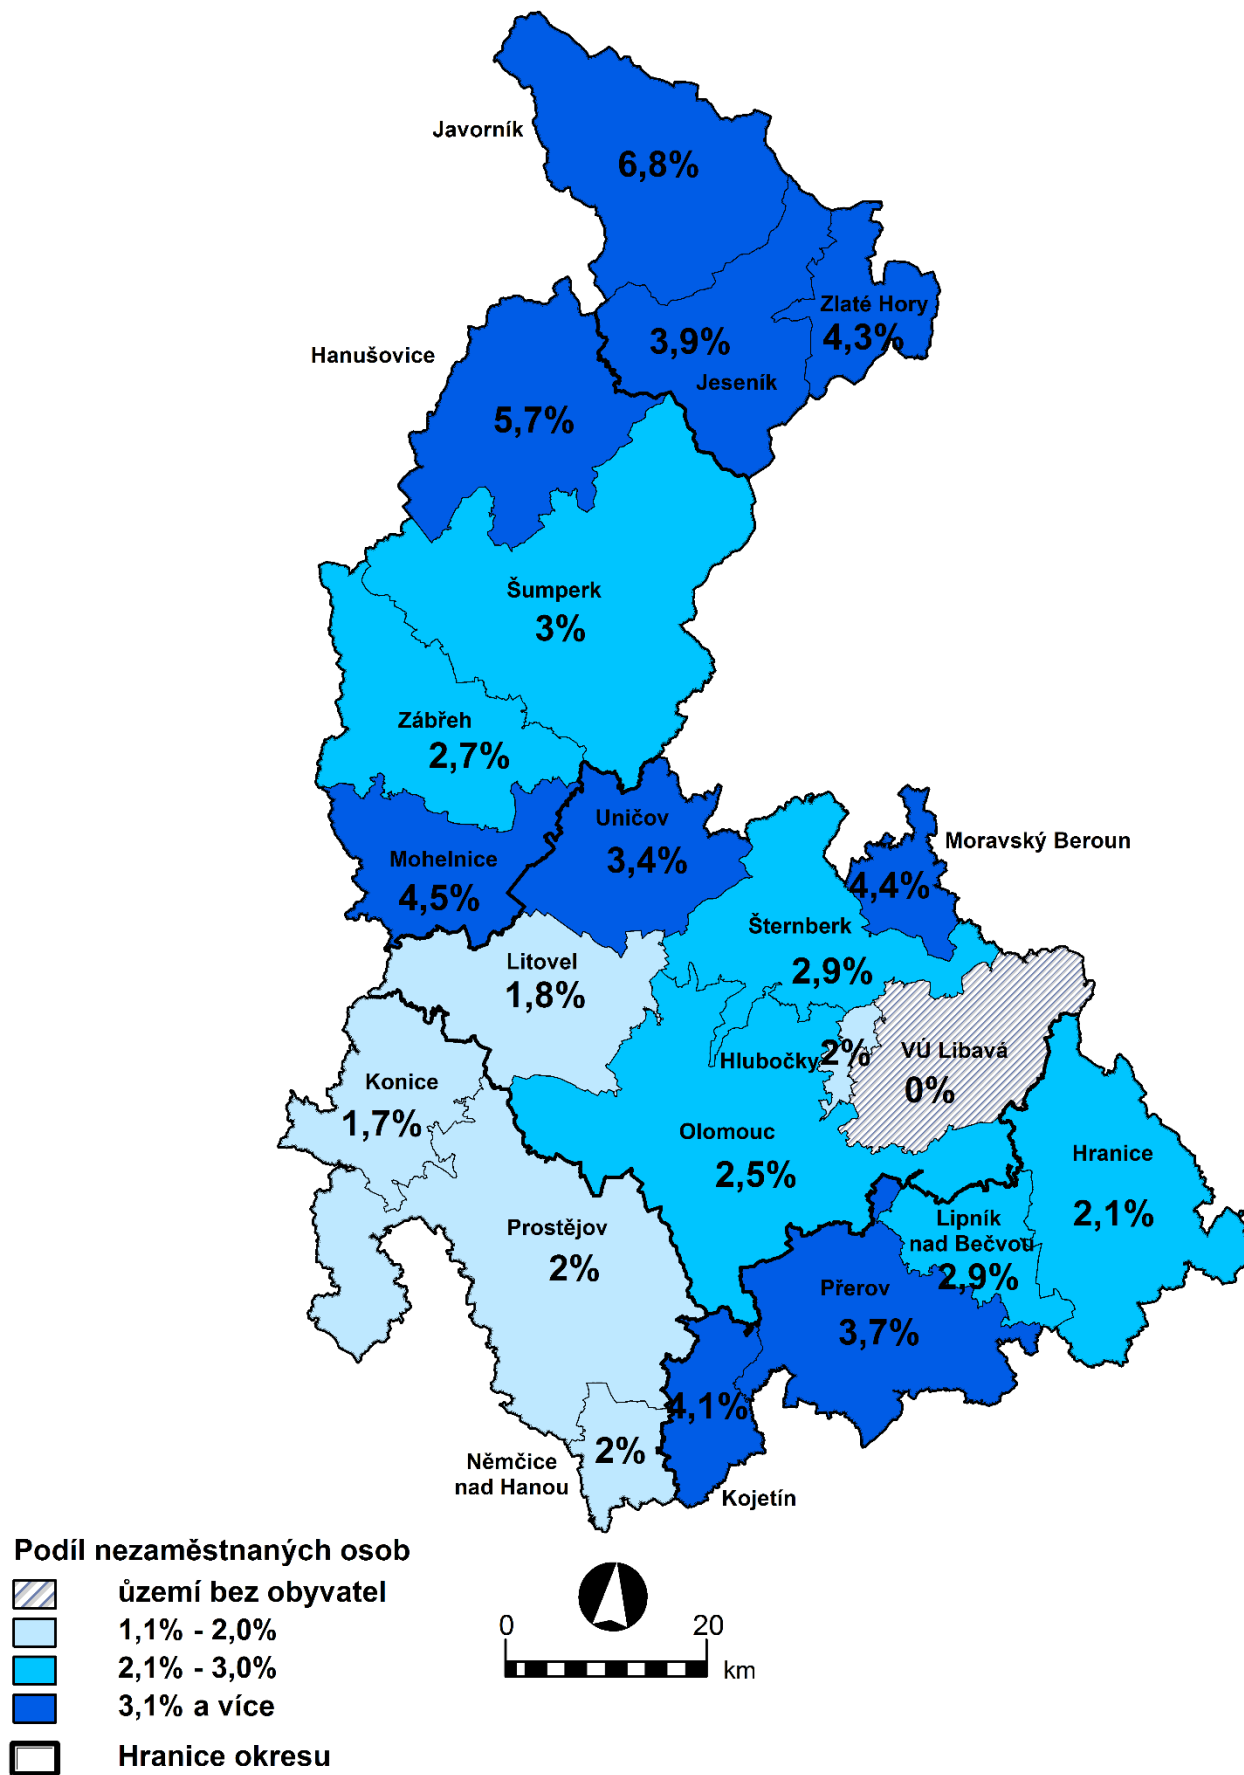 Javorník
6,8%
Zlaté Hory
4,3%
3,9%
Jeseník
Hanušovice
5,7%
Šumperk
3%
Zábřeh
2,7%
Uničov
3,4%
Mohelnice
4,5%
Moravský Beroun
4,4%
Šternberk
2,9%
Litovel
1,8%
Hlubočky
2%
VÚ Libavá
0%
Konice
1,7%
Olomouc
2,5%
Hranice
2,1%
Prostějov
2%
Lipník
nad Bečvou
2,9%
Přerov
3,7%
4,1%
Kojetín
Němčice
nad Hanou
2%
Podíl nezaměstnaných osob
území bez obyvatel
1,1% - 2,0%
2,1% - 3,0%
3,1% a více
Hranice okresu
0 20
km